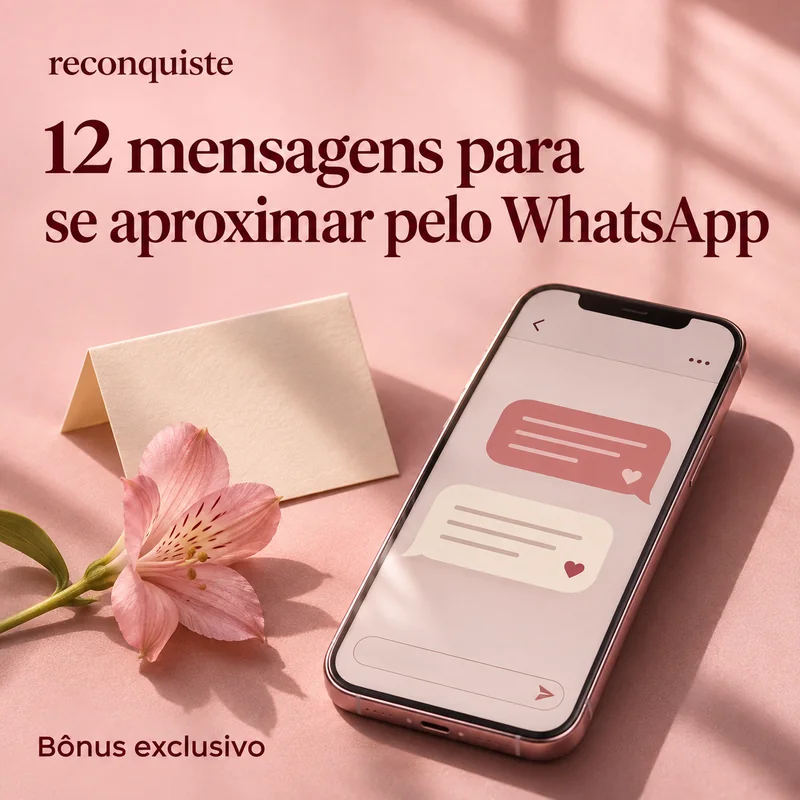 reconquiste
12 mensagens para
se aproximar pelo WhatsApp
Bônus exclusivo